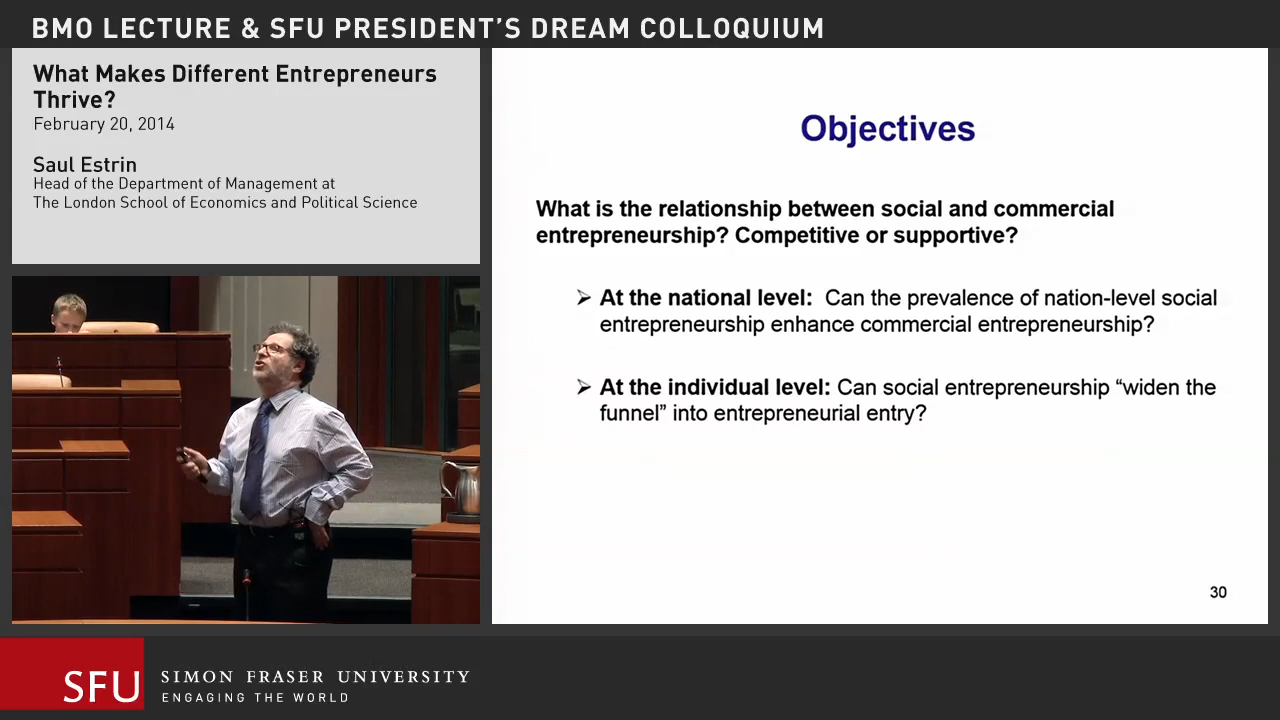 BMO LECTURE & SFU PRESIDENT'S DREAM COLLOQUIUM
What Makes Different Entrepreneurs
Thrive?
February 20, 2014
Saul Estrin
Head of the Department of Management at
The London School of Economics and Political Science
Objectives
What is the relationship between social and commercial
entrepreneurship? Competitive or supportive?
➢ At the national level: Can the prevalence of nation-level social
entrepreneurship enhance commercial entrepreneurship?
➢ At the individual level: Can social entrepreneurship “widen the
funnel” into entrepreneurial entry?
30
SFU
SIMON FRASER UNIVERSITY
ENGAGING THE WORLD